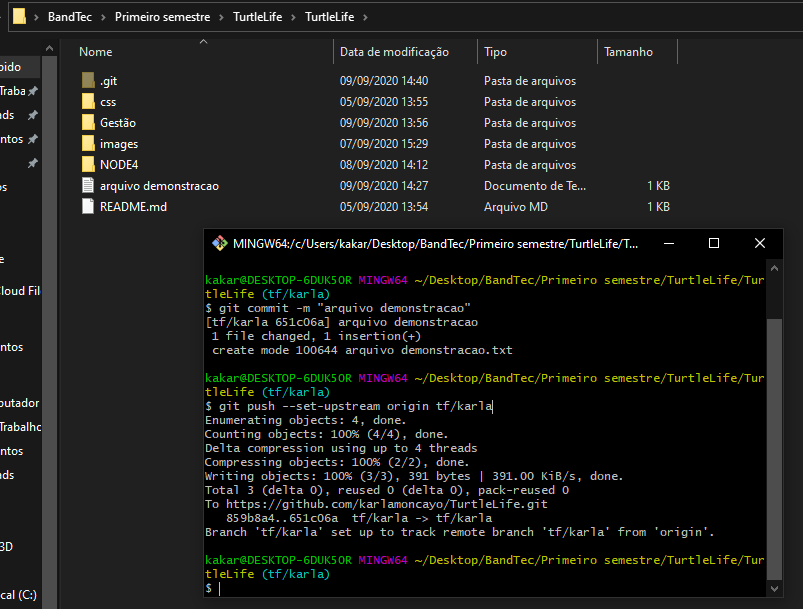 BandTec > Primeiro semestre > TurtleLife > TurtleLife >
Nome Data de modificação Tipo Tamanho
.git 09/09/2020 14:40 Pasta de arquivos
css 05/09/2020 13:55 Pasta de arquivos
Gestão 09/09/2020 13:56 Pasta de arquivos
images 07/09/2020 15:29 Pasta de arquivos
NODE4 08/09/2020 14:12 Pasta de arquivos
arquivo demonstracao 09/09/2020 14:27 Documento de Te... 1 KB
README.md 05/09/2020 13:54 Arquivo MD 1 KB
pido
Traba
nds
ntos
os
e
Cloud File
ntos
putador
Trabalho
ntos
nds
3D
cal (C:)
MINGW64:/c/Users/kakar/Desktop/BandTec/Primeiro semestre/TurtleLife/T...
kakar@DESKTOP-6DUK5OR MINGW64 ~/Desktop/BandTec/Primeiro semestre/TurtleLife/Tur
tleLife (tf/karla)
$ git commit -m "arquivo demonstracao"
[tf/karla 651c06a] arquivo demonstracao
1 file changed, 1 insertion(+)
create mode 100644 arquivo demonstracao.txt
kakar@DESKTOP-6DUK5OR MINGW64 ~/Desktop/BandTec/Primeiro semestre/TurtleLife/Tur
tleLife (tf/karla)
$ git push --set-upstream origin tf/karla
Enumerating objects: 4, done.
Counting objects: 100% (4/4), done.
Delta compression using up to 4 threads
Compressing objects: 100% (2/2), done.
Writing objects: 100% (3/3), 391 bytes | 391.00 KiB/s, done.
Total 3 (delta 0), reused 0 (delta 0), pack-reused 0
To https://github.com/karlamoncayo/TurtleLife.git
859b8a4..651c06a tf/karla -> tf/karla
Branch 'tf/karla' set up to track remote branch 'tf/karla' from 'origin'.
kakar@DESKTOP-6DUK5OR MINGW64 ~/Desktop/BandTec/Primeiro semestre/TurtleLife/Tur
tleLife (tf/karla)
$